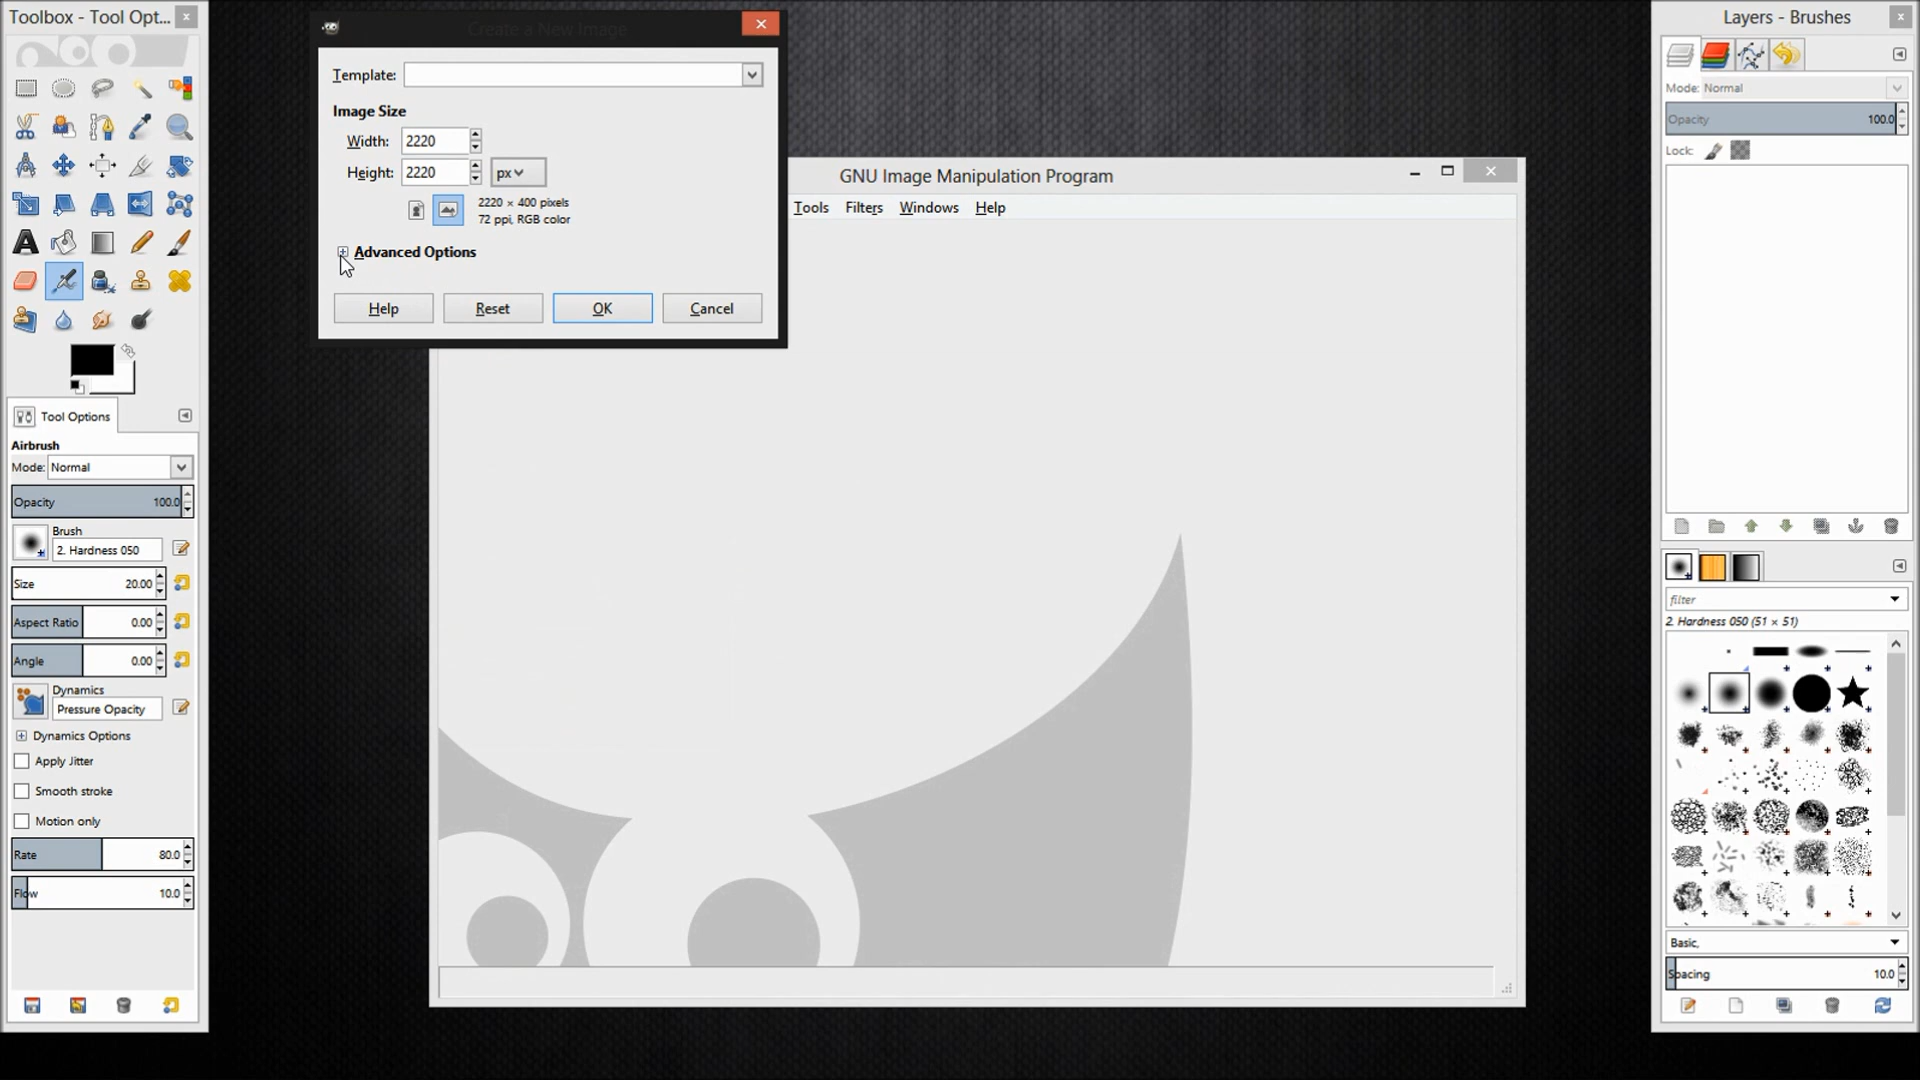 Toolbox - Tool Opt...
Create a New Image
Template:
Image Size
Width: 2220
Height: 2220 px
2220 × 400 pixels
72 ppi, RGB color
Advanced Options
Help Reset OK Cancel
GNU Image Manipulation Program
Tools Filters Windows Help
Tool Options
Airbrush
Mode: Normal
Opacity 100.0
Brush
2. Hardness 050
Size 20.00
Aspect Ratio 0.00
Angle 0.00
Dynamics
Pressure Opacity
Dynamics Options
Apply Jitter
Smooth stroke
Motion only
Rate 80.0
Flow 10.0
Layers - Brushes
Mode: Normal
Opacity 100.0
Lock:
filter
2. Hardness 050 (51 × 51)
Basic,
Spacing 10.0